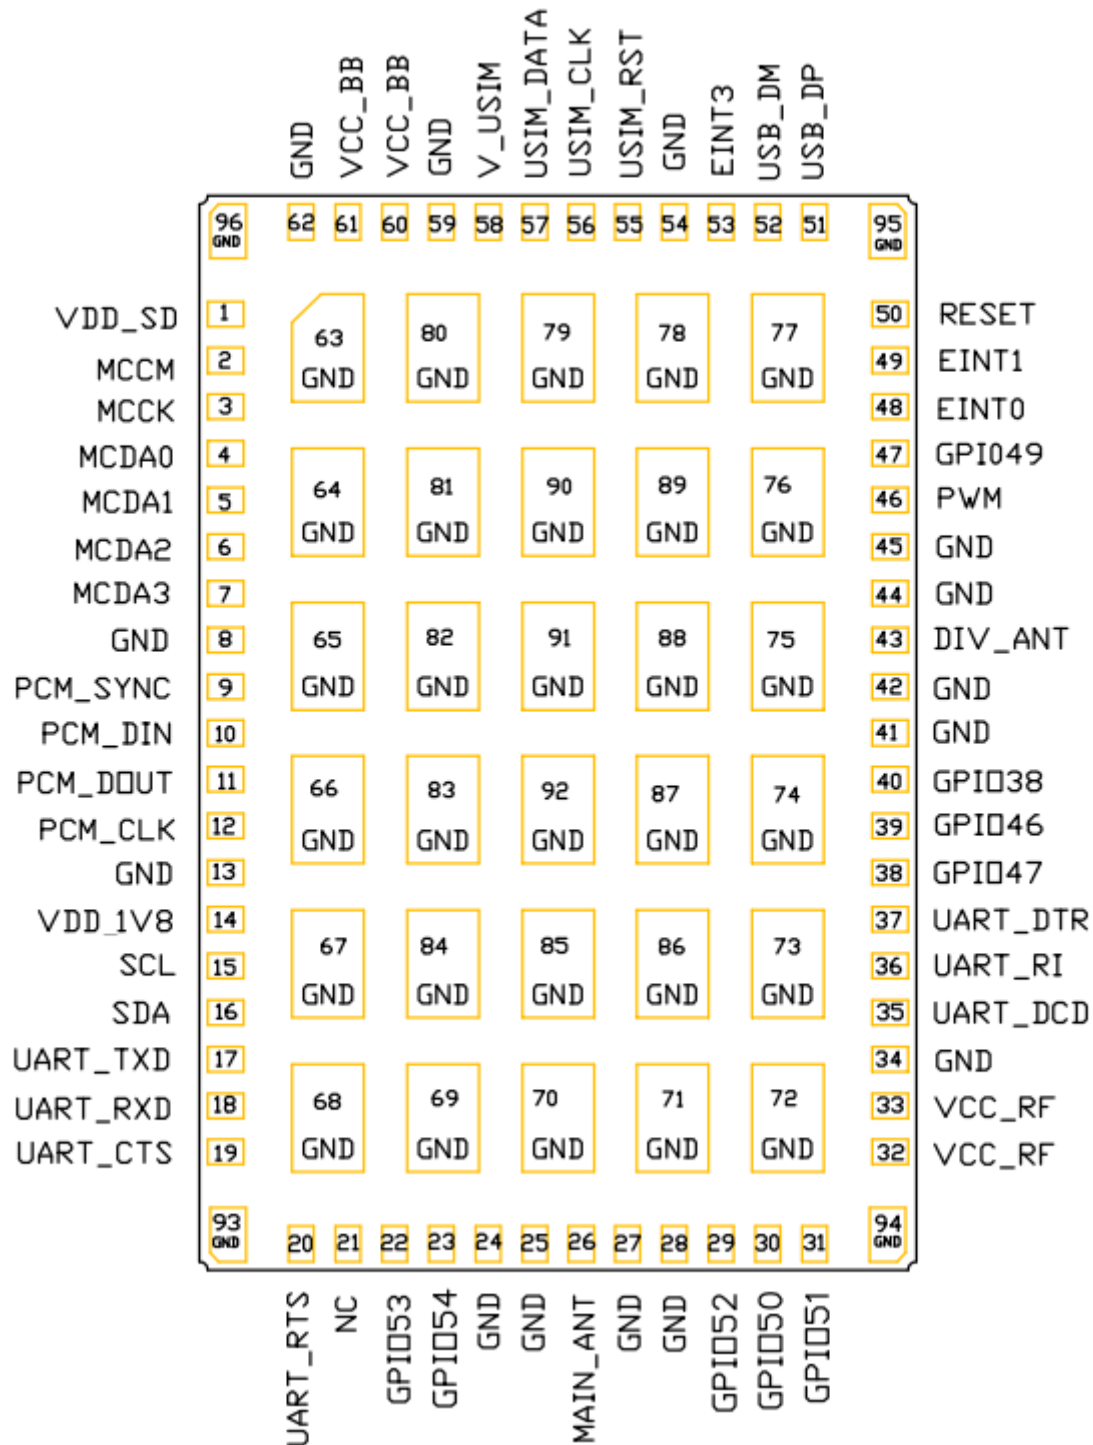 GND VCC_BB VCC_BB GND V_USIM USIM_DATA USIM_CLK USIM_RST GND EINT3 USB_DM USB_DP
96 GND 62 61 60 59 58 57 56 55 54 53 52 51 95 GND
VDD_SD 1 50 RESET
63 GND 80 GND 79 GND 78 GND 77 GND
MCCM 2 49 EINT1
MCCK 3 48 EINT0
MCDA0 4 47 GPIO49
MCDA1 5 46 PWM
64 GND 81 GND 90 GND 89 GND 76 GND
MCDA2 6 45 GND
MCDA3 7 44 GND
GND 8 43 DIV_ANT
65 GND 82 GND 91 GND 88 GND 75 GND
PCM_SYNC 9 42 GND
PCM_DIN 10 41 GND
PCM_DOUT 11 40 GPIO38
66 GND 83 GND 92 GND 87 GND 74 GND
PCM_CLK 12 39 GPIO46
GND 13 38 GPIO47
VDD_1V8 14 37 UART_DTR
67 GND 84 GND 85 GND 86 GND 73 GND
SCL 15 36 UART_RI
SDA 16 35 UART_DCD
UART_TXD 17 34 GND
UART_RXD 18 33 VCC_RF
68 GND 69 GND 70 GND 71 GND 72 GND
UART_CTS 19 32 VCC_RF
93 GND 20 21 22 23 24 25 26 27 28 29 30 31 94 GND
UART_RTS NC GPIO53 GPIO54 GND GND MAIN_ANT GND GND GPIO52 GPIO50 GPIO51